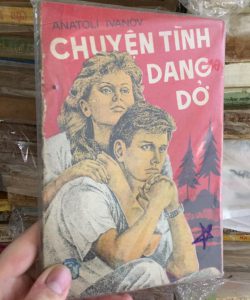 ANATOLI IVANOV
CHUYỆN TÌNH
DANG
DỞ